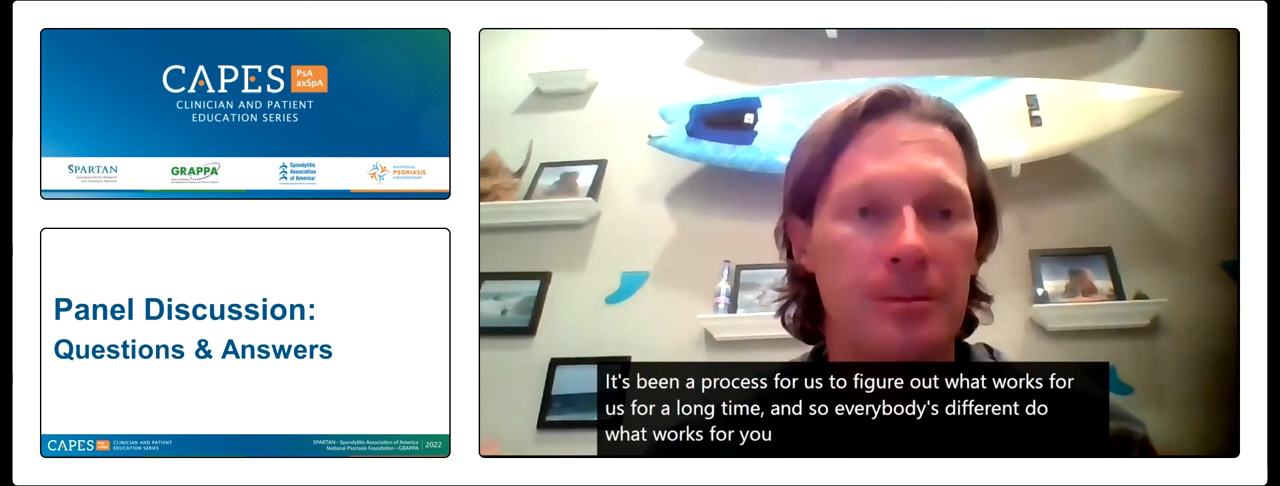 CAPES PsA
axSpA
CLINICIAN AND PATIENT
EDUCATION SERIES
SPARTAN
GRAPPA
Spondylitis
Association
of America
NATIONAL
PSORIASIS
FOUNDATION
Panel Discussion:
Questions & Answers
CAPES
CLINICIAN AND PATIENT
EDUCATION SERIES
SPARTAN - Spondylitis Association of America
National Psoriasis Foundation - GRAPPA
2022
It's been a process for us to figure out what works for
us for a long time, and so everybody's different do
what works for you